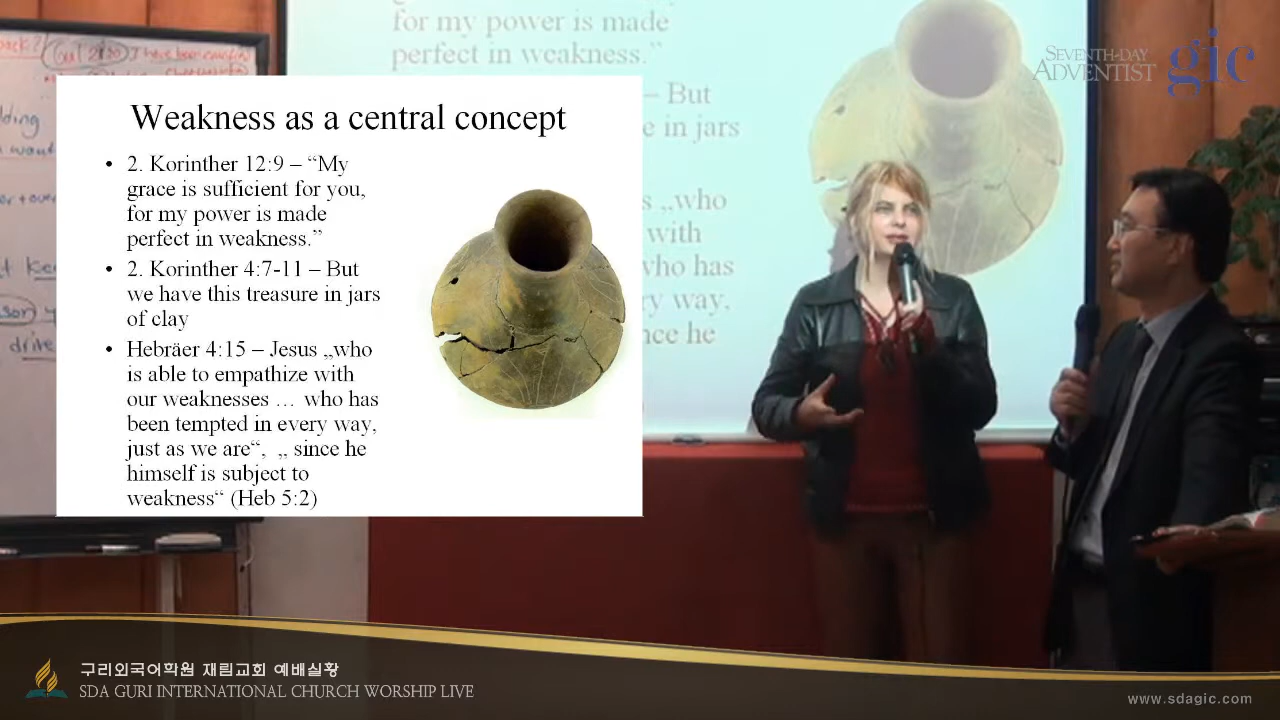 for my power is made
perfect in weakness.”
– But
e in jars
s „who
with
who has
ry way,
nce he
SEVENTH-DAY
ADVENTIST gic
Weakness as a central concept
• 2. Korinther 12:9 – “My
grace is sufficient for you,
for my power is made
perfect in weakness.”
• 2. Korinther 4:7-11 – But
we have this treasure in jars
of clay
• Hebräer 4:15 – Jesus „who
is able to empathize with
our weaknesses … who has
been tempted in every way,
just as we are“, „ since he
himself is subject to
weakness“ (Heb 5:2)
구리외국어학원 재림교회 예배실황
SDA GURI INTERNATIONAL CHURCH WORSHIP LIVE
www.sdagic.com